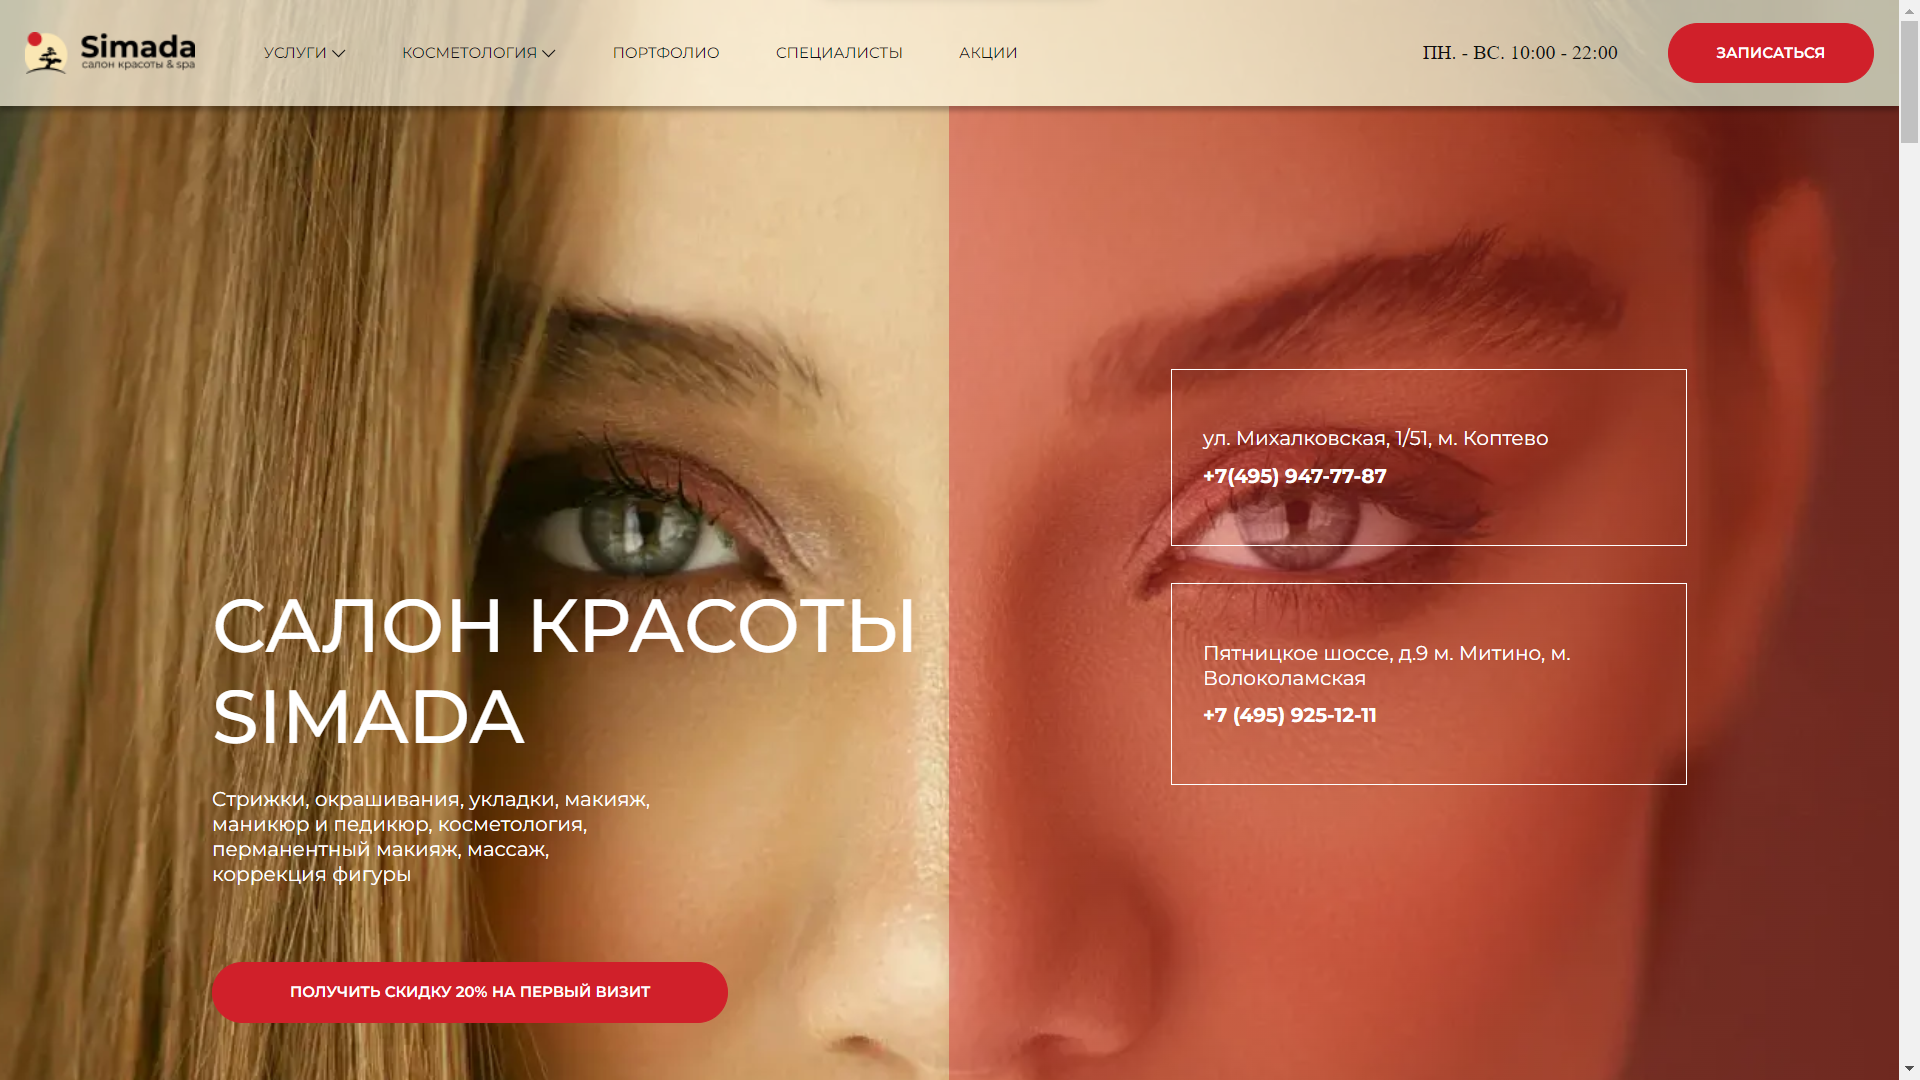 Simada
салон красоты & spa
УСЛУГИ
КОСМЕТОЛОГИЯ
ПОРТФОЛИО
СПЕЦИАЛИСТЫ
АКЦИИ
ПН. - ВС. 10:00 - 22:00
ЗАПИСАТЬСЯ
САЛОН КРАСОТЫ
SIMADA
Стрижки, окрашивания, укладки, макияж,
маникюр и педикюр, косметология,
перманентный макияж, массаж,
коррекция фигуры
ПОЛУЧИТЬ СКИДКУ 20% НА ПЕРВЫЙ ВИЗИТ
ул. Михалковская, 1/51, м. Коптево
+7(495) 947-77-87
Пятницкое шоссе, д.9 м. Митино, м.
Волоколамская
+7 (495) 925-12-11